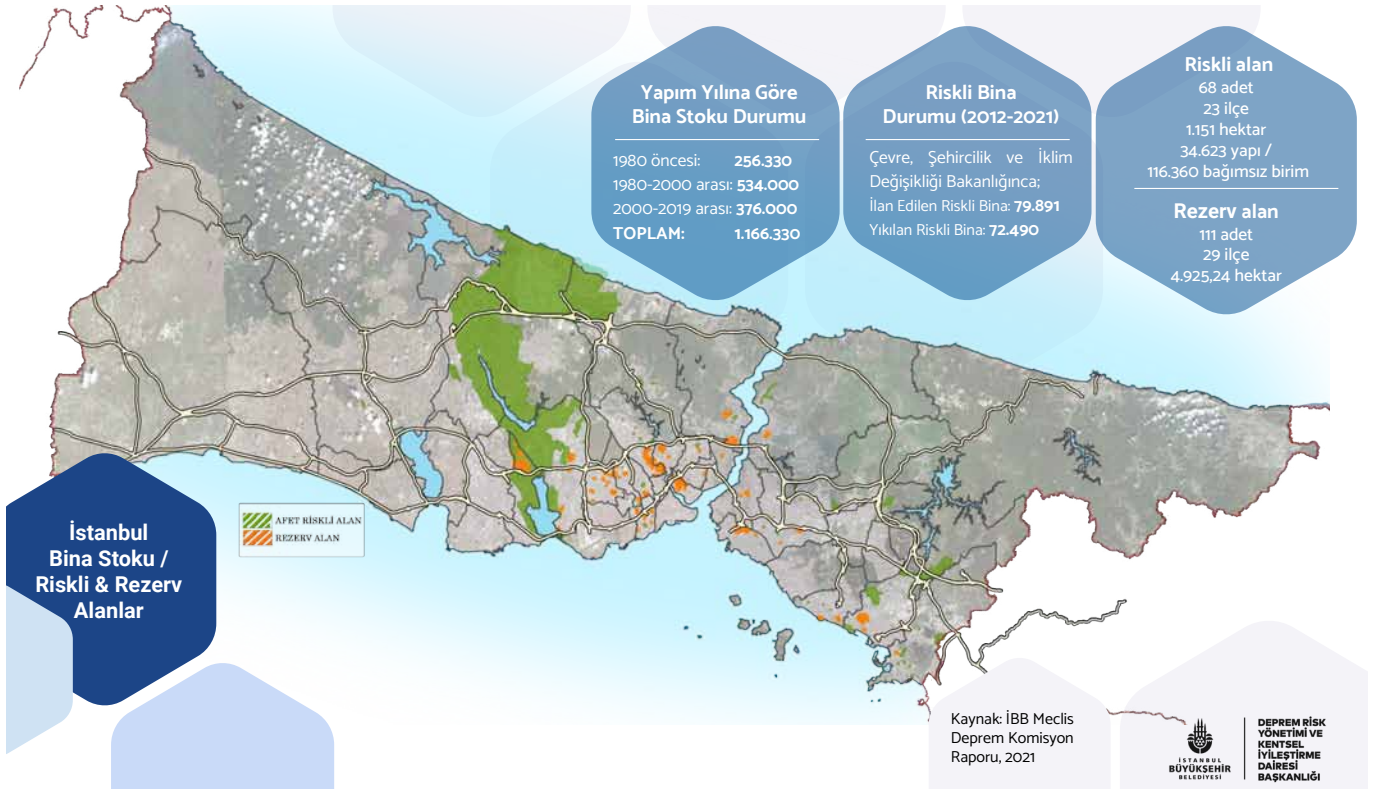 Yapım Yılına Göre
Bina Stoku Durumu
1980 öncesi: 256.330
1980-2000 arası: 534.000
2000-2019 arası: 376.000
TOPLAM: 1.166.330
Riskli Bina
Durumu (2012-2021)
Çevre, Şehircilik ve İklim
Değişikliği Bakanlığınca;
İlan Edilen Riskli Bina: 79.891
Yıkılan Riskli Bina: 72.490
Riskli alan
68 adet
23 ilçe
1.151 hektar
34.623 yapı /
116.360 bağımsız birim
Rezerv alan
111 adet
29 ilçe
4.925,24 hektar
İstanbul
Bina Stoku /
Riskli & Rezerv
Alanlar
AFET RİSKLİ ALAN
REZERV ALAN
Kaynak: İBB Meclis
Deprem Komisyon
Raporu, 2021
İSTANBUL
BÜYÜKŞEHİR
BELEDİYESİ
DEPREM RİSK
YÖNETİMİ VE
KENTSEL
İYİLEŞTİRME
DAİRESİ
BAŞKANLIĞI